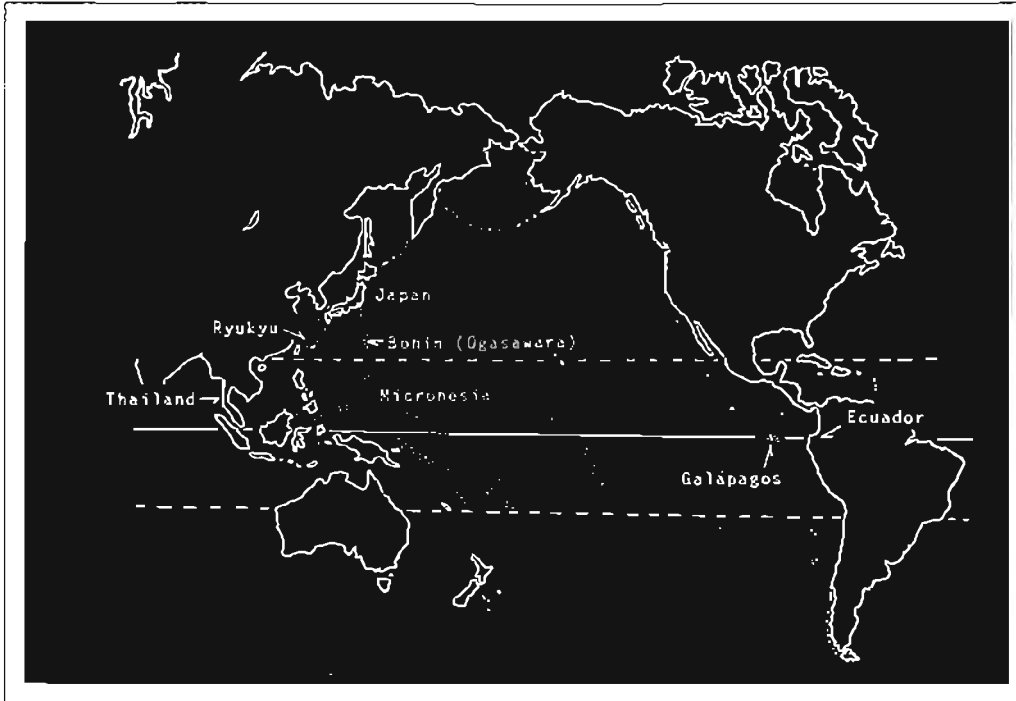 Japan
Ryukyu
Bonin (Ogasawara)
Thailand
Micronesia
Ecuador
Galápagos